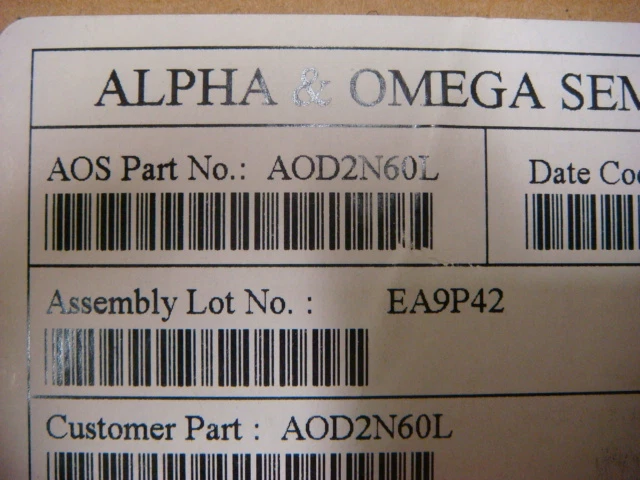 ALPHA & OMEGA SEM
AOS Part No.: AOD2N60L
Date Co
Assembly Lot No. : EA9P42
Customer Part : AOD2N60L